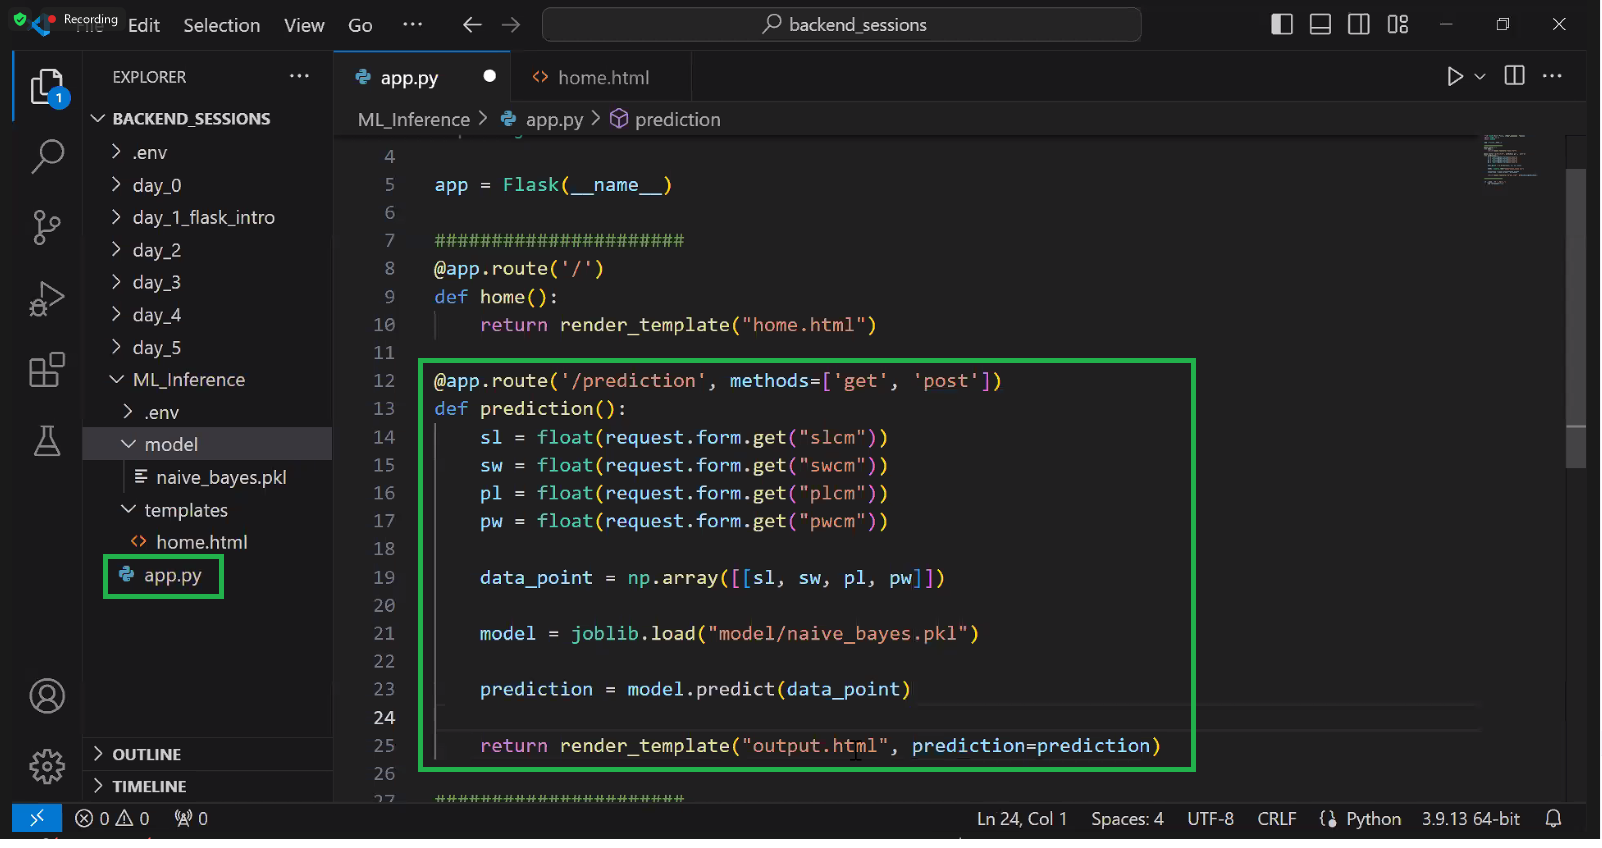 Recording
File Edit Selection View Go ...
backend_sessions
EXPLORER
1
BACKEND_SESSIONS
.env
day_0
day_1_flask_intro
day_2
day_3
day_4
day_5
ML_Inference
.env
model
naive_bayes.pkl
templates
home.html
app.py
OUTLINE
TIMELINE
app.py
home.html
ML_Inference > app.py > prediction
4
5 app = Flask(__name__)
6
7 ######################
8 @app.route('/')
9 def home():
10 return render_template("home.html")
11
12 @app.route('/prediction', methods=['get', 'post'])
13 def prediction():
14 sl = float(request.form.get("slcm"))
15 sw = float(request.form.get("swcm"))
16 pl = float(request.form.get("plcm"))
17 pw = float(request.form.get("pwcm"))
18
19 data_point = np.array([[sl, sw, pl, pw]])
20
21 model = joblib.load("model/naive_bayes.pkl")
22
23 prediction = model.predict(data_point)
24
25 return render_template("output.html", prediction=prediction)
26
27 ######################
0 0 0 Ln 24, Col 1 Spaces: 4 UTF-8 CRLF Python 3.9.13 64-bit